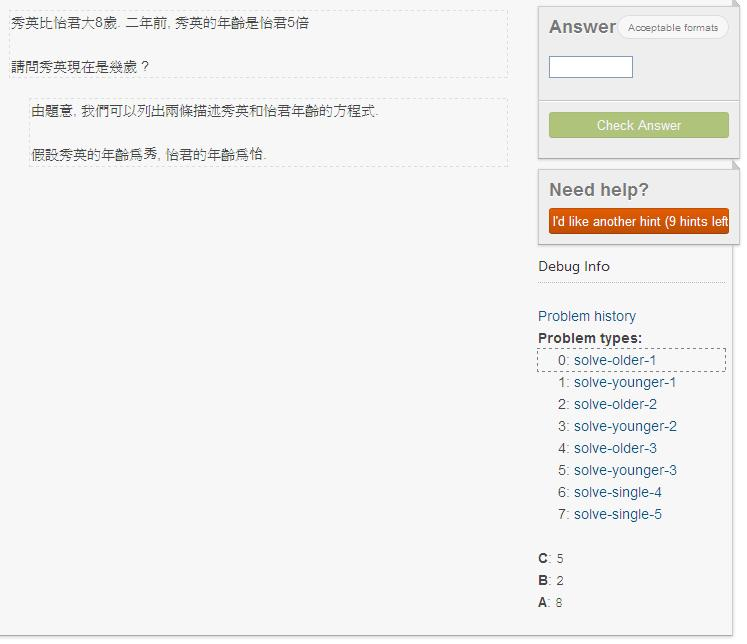 秀英比怡君大8歲. 二年前, 秀英的年齡是怡君5倍
請問秀英現在是幾歲 ?
由題意, 我們可以列出兩條描述秀英和怡君年齡的方程式.
假設秀英的年齡爲秀, 怡君的年齡爲怡.
Answer
Acceptable formats
Check Answer
Need help?
I'd like another hint (9 hints left
Debug Info
Problem history
Problem types:
0: solve-older-1
1: solve-younger-1
2: solve-older-2
3: solve-younger-2
4: solve-older-3
5: solve-younger-3
6: solve-single-4
7: solve-single-5
C: 5
B: 2
A: 8